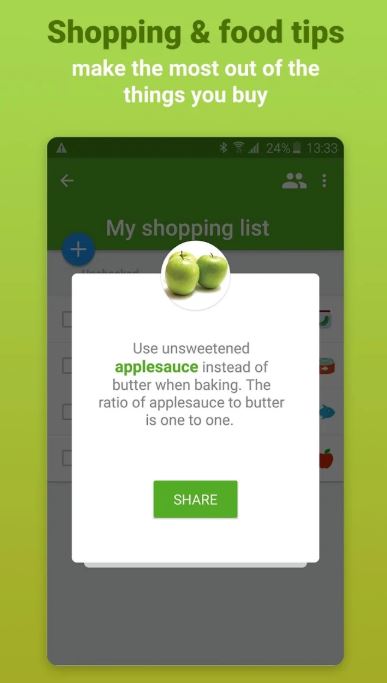 Shopping & food tips
make the most out of the
things you buy
24% 13:33
My shopping list
Unchecked
Use unsweetened
applesauce instead of
butter when baking. The
ratio of applesauce to butter
is one to one.
SHARE